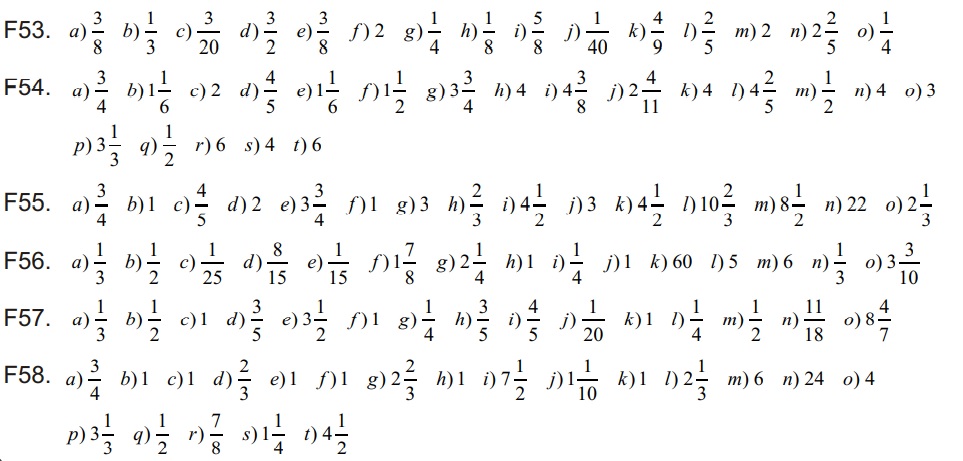 F53. a) 3/8 b) 1/3 c) 3/20 d) 3/2 e) 3/8 f) 2 g) 1/4 h) 1/8 i) 5/8 j) 1/40 k) 4/9 l) 2/5 m) 2 n) 2 2/5 o) 1/4
F54. a) 3/4 b) 1 1/6 c) 2 d) 4/5 e) 1 1/6 f) 1 1/2 g) 3 3/4 h) 4 i) 4 3/8 j) 2 4/11 k) 4 l) 4 2/5 m) 1/2 n) 4 o) 3
p) 3 1/3 q) 1/2 r) 6 s) 4 t) 6
F55. a) 3/4 b) 1 c) 4/5 d) 2 e) 3 3/4 f) 1 g) 3 h) 2/3 i) 4 1/2 j) 3 k) 4 1/2 l) 10 2/3 m) 8 1/2 n) 22 o) 2 1/3
F56. a) 1/3 b) 1/2 c) 1/25 d) 8/15 e) 1/15 f) 1 7/8 g) 2 1/4 h) 1 i) 1/4 j) 1 k) 60 l) 5 m) 6 n) 1/3 o) 3 3/10
F57. a) 1/3 b) 1/2 c) 1 d) 3/5 e) 3 1/2 f) 1 g) 1/4 h) 3/5 i) 4/5 j) 1/20 k) 1 l) 1/4 m) 1/2 n) 11/18 o) 8 4/7
F58. a) 3/4 b) 1 c) 1 d) 2/3 e) 1 f) 1 g) 2 2/3 h) 1 i) 7 1/2 j) 1 1/10 k) 1 l) 2 1/3 m) 6 n) 24 o) 4
p) 3 1/3 q) 1/2 r) 7/8 s) 1 1/4 t) 4 1/2